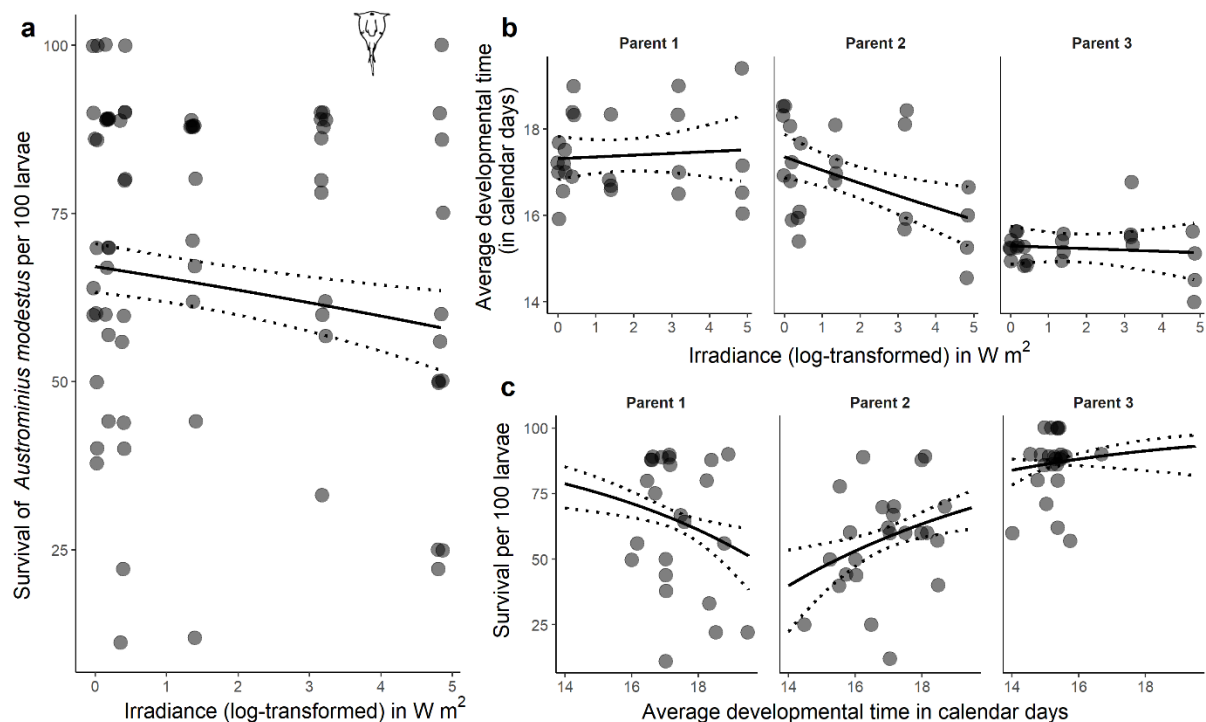 a
Survival of Austrominius modestus per 100 larvae
100
75
50
25
0 1 2 3 4 5
Irradiance (log-transformed) in W m²
b
Parent 1 Parent 2 Parent 3
Average developmental time
(in calendar days)
18
16
14
0 1 2 3 4 5 0 1 2 3 4 5 0 1 2 3 4 5
Irradiance (log-transformed) in W m²
c
Parent 1 Parent 2 Parent 3
Survival per 100 larvae
100
75
50
25
14 16 18 14 16 18 14 16 18
Average developmental time in calendar days